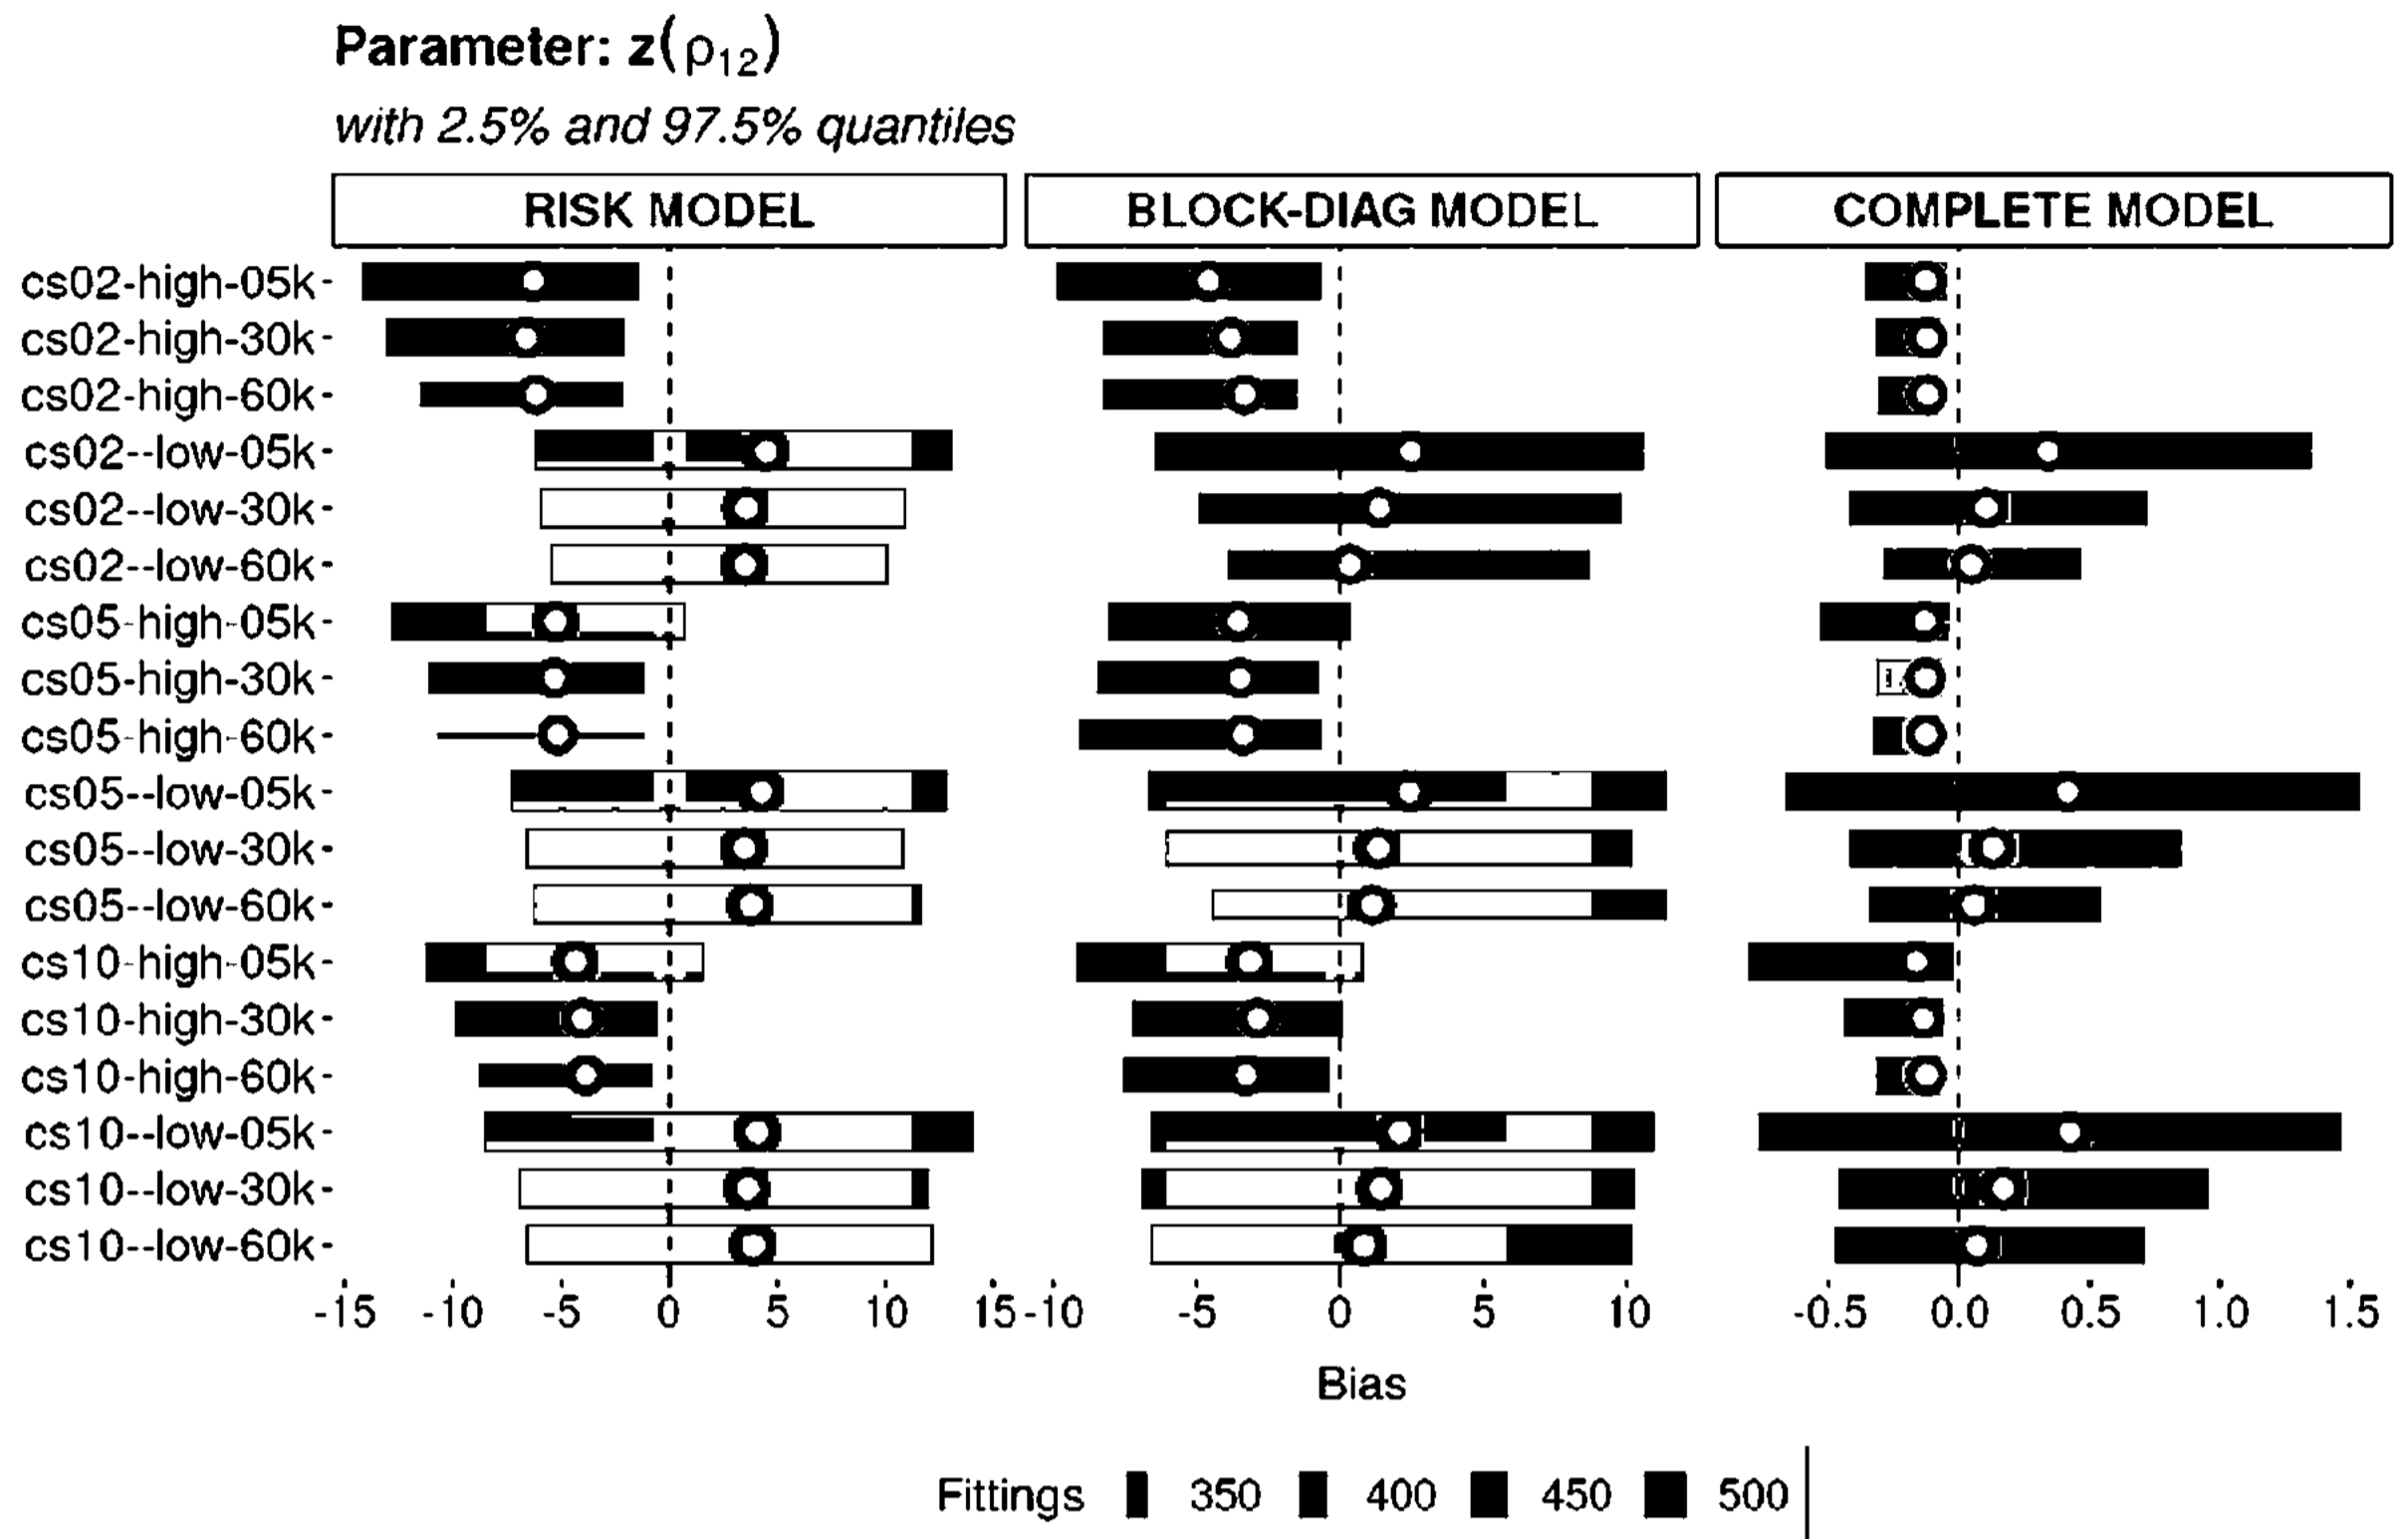 Parameter: z(ρ12)
with 2.5% and 97.5% quantiles
RISK MODEL BLOCK-DIAG MODEL COMPLETE MODEL
cs02-high-05k-
cs02-high-30k-
cs02-high-60k-
cs02--low-05k-
cs02--low-30k-
cs02--low-60k-
cs05-high-05k-
cs05-high-30k-
cs05-high-60k-
cs05--low-05k-
cs05--low-30k-
cs05--low-60k-
cs10-high-05k-
cs10-high-30k-
cs10-high-60k-
cs10--low-05k-
cs10--low-30k-
cs10--low-60k-
-15 -10 -5 0 5 10 15 -10 -5 0 5 10 -0.5 0.0 0.5 1.0 1.5
Bias
Fittings 350 400 450 500